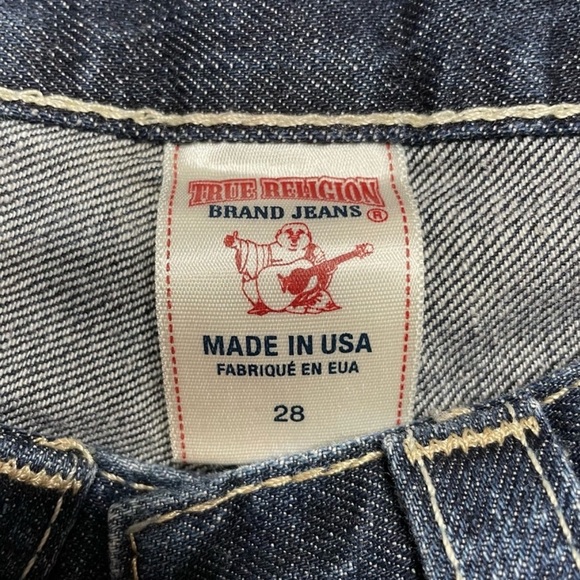 TRUE RELIGION
BRAND JEANS ®
MADE IN USA
FABRIQUÉ EN EUA
28